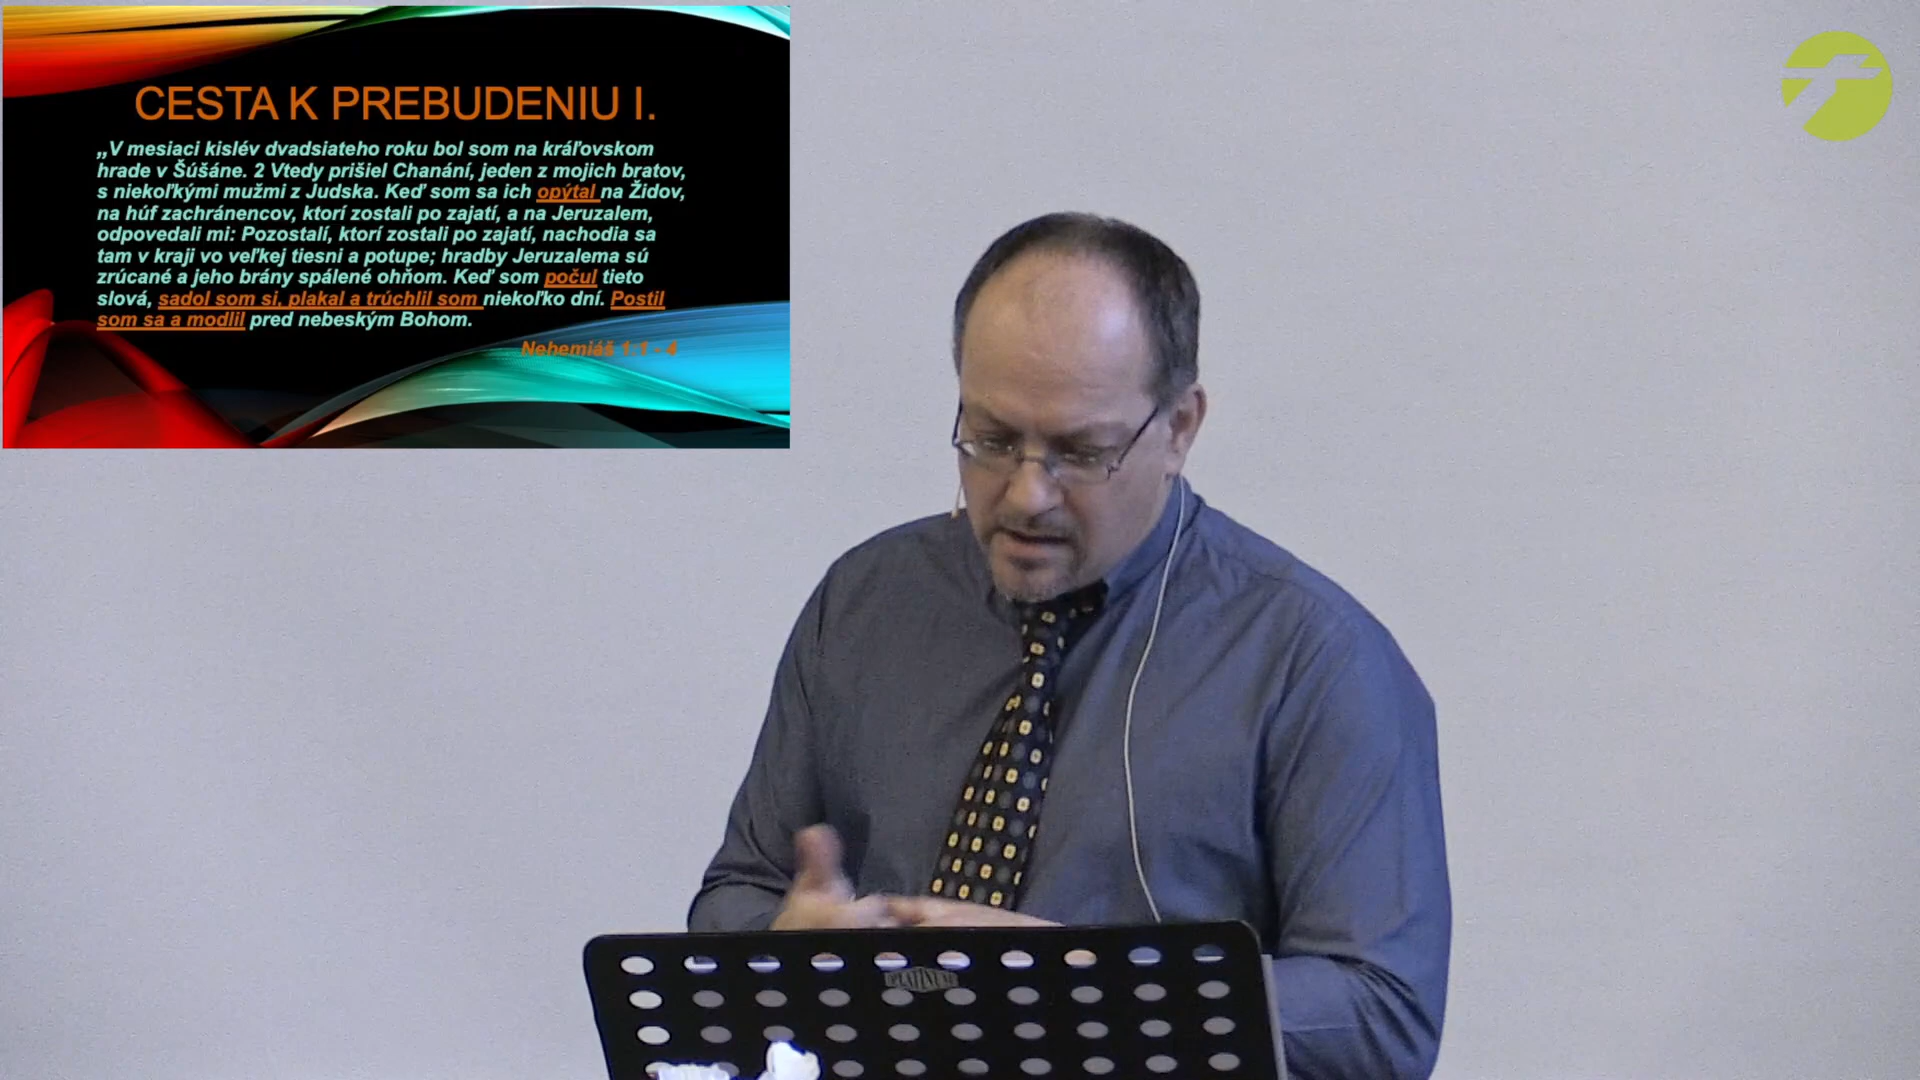 CESTA K PREBUDENIU I.
„V mesiaci kislév dvadsiateho roku bol som na kráľovskom
hrade v Šúšáne. 2 Vtedy prišiel Chanání, jeden z mojich bratov,
s niekoľkými mužmi z Judska. Keď som sa ich opýtal na Židov,
na húf zachránencov, ktorí zostali po zajatí, a na Jeruzalem,
odpovedali mi: Pozostalí, ktorí zostali po zajatí, nachodia sa
tam v kraji vo veľkej tiesni a potupe; hradby Jeruzalema sú
zrúcané a jeho brány spálené ohňom. Keď som počul tieto
slová, sadol som si, plakal a trúchlil som niekoľko dní. Postil
som sa a modlil pred nebeským Bohom.
Nehemiáš 1:1 - 4
PLATINUM